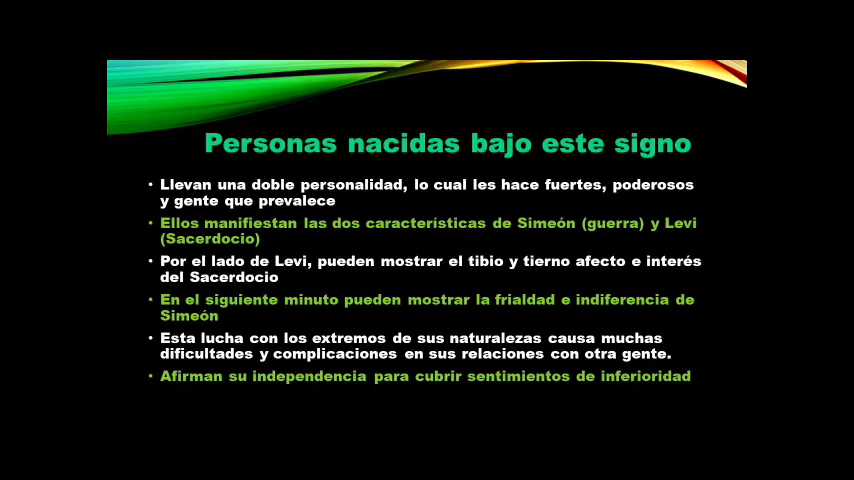 Personas nacidas bajo este signo
• Llevan una doble personalidad, lo cual les hace fuertes, poderosos
y gente que prevalece
• Ellos manifiestan las dos características de Simeón (guerra) y Levi
(Sacerdocio)
• Por el lado de Levi, pueden mostrar el tibio y tierno afecto e interés
del Sacerdocio
• En el siguiente minuto pueden mostrar la frialdad e indiferencia de
Simeón
• Esta lucha con los extremos de sus naturalezas causa muchas
dificultades y complicaciones en sus relaciones con otra gente.
• Afirman su independencia para cubrir sentimientos de inferioridad